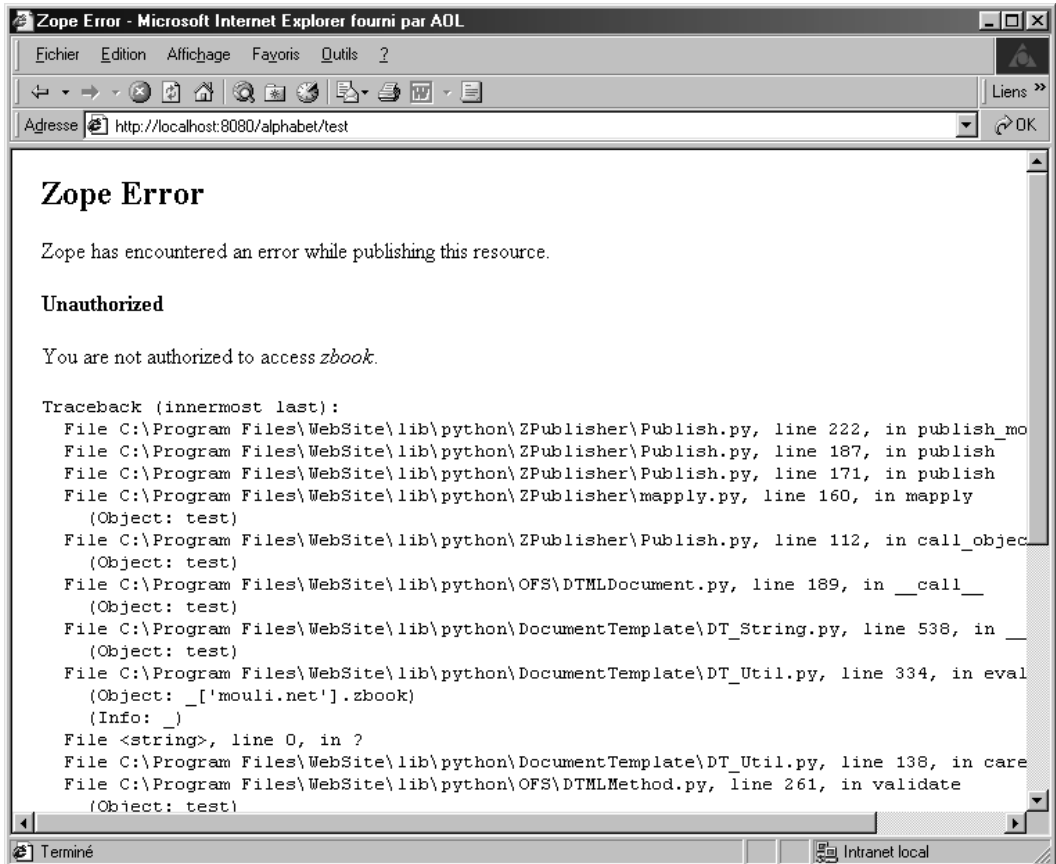 Zope Error - Microsoft Internet Explorer fourni par AOL
Fichier Edition Affichage Favoris Outils ?
Liens »
Adresse http://localhost:8080/alphabet/test OK
Zope Error
Zope has encountered an error while publishing this resource.
Unauthorized
You are not authorized to access zbook.
Traceback (innermost last):
File C:\Program Files\WebSite\lib\python\ZPublisher\Publish.py, line 222, in publish_mo
File C:\Program Files\WebSite\lib\python\ZPublisher\Publish.py, line 187, in publish
File C:\Program Files\WebSite\lib\python\ZPublisher\Publish.py, line 171, in publish
File C:\Program Files\WebSite\lib\python\ZPublisher\mapply.py, line 160, in mapply
(Object: test)
File C:\Program Files\WebSite\lib\python\ZPublisher\Publish.py, line 112, in call_objec
(Object: test)
File C:\Program Files\WebSite\lib\python\OFS\DTMLDocument.py, line 189, in __call__
(Object: test)
File C:\Program Files\WebSite\lib\python\DocumentTemplate\DT_String.py, line 538, in __
(Object: test)
File C:\Program Files\WebSite\lib\python\DocumentTemplate\DT_Util.py, line 334, in eval
(Object: _['mouli.net'].zbook)
(Info: _)
File <string>, line 0, in ?
File C:\Program Files\WebSite\lib\python\DocumentTemplate\DT_Util.py, line 138, in care
File C:\Program Files\WebSite\lib\python\OFS\DTMLMethod.py, line 261, in validate
(Object: test)
Terminé Intranet local